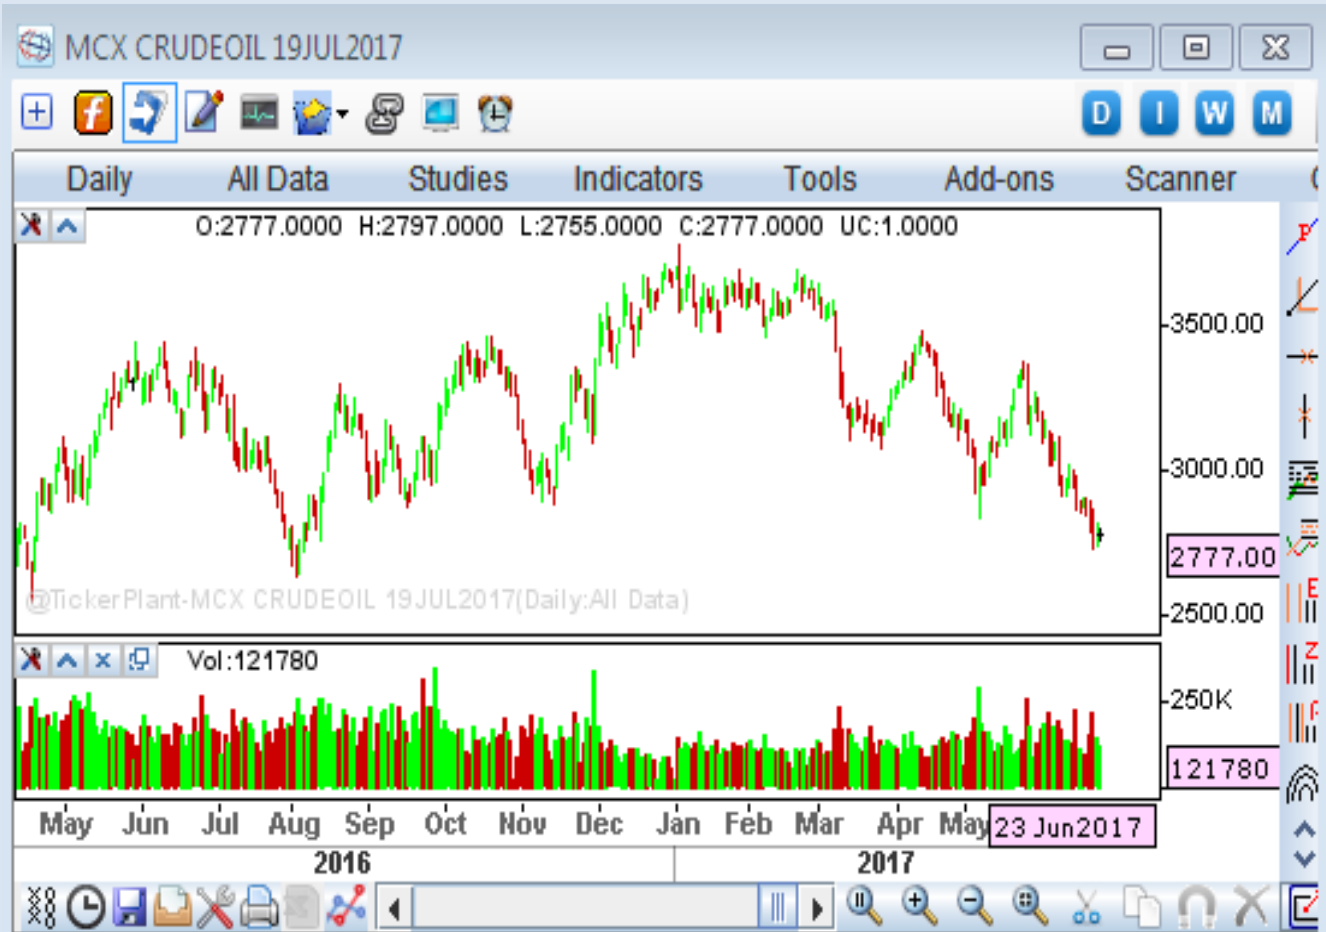 MCX CRUDEOIL 19JUL2017
D I W M
Daily All Data Studies Indicators Tools Add-ons Scanner
O:2777.0000 H:2797.0000 L:2755.0000 C:2777.0000 UC:1.0000
3500.00
3000.00
2777.00
2500.00
@TickerPlant-MCX CRUDEOIL 19JUL2017(Daily:All Data)
Vol:121780
250K
121780
May Jun Jul Aug Sep Oct Nov Dec Jan Feb Mar Apr May 23 Jun2017
2016 2017